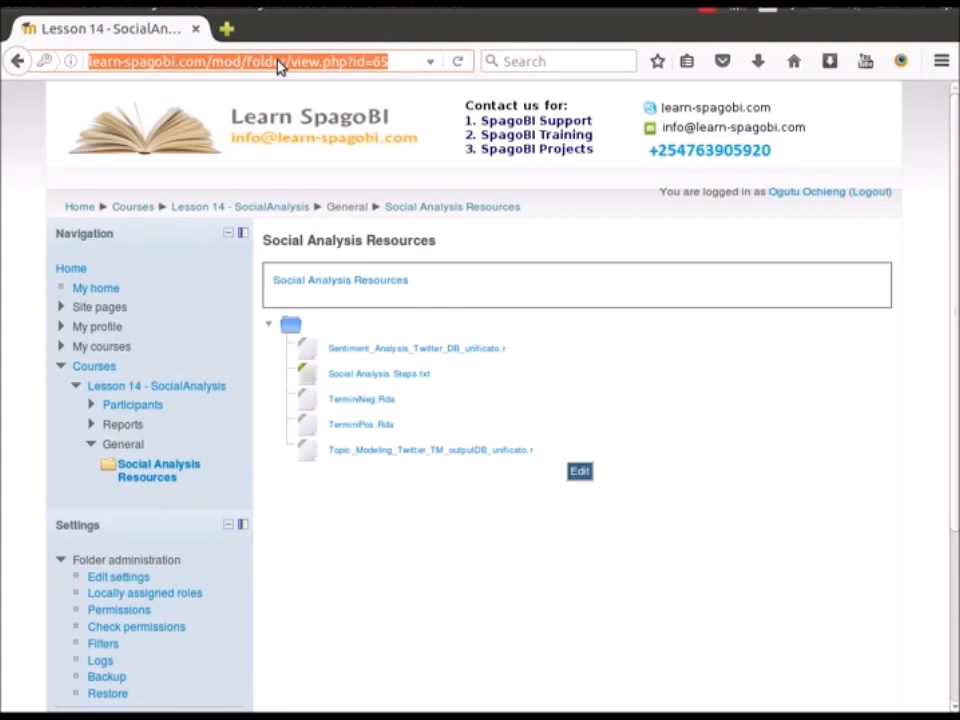 Lesson 14 - SocialAn...
learn-spagobi.com/mod/folder/view.php?id=65
Search
Learn SpagoBI
info@learn-spagobi.com
Contact us for:
1. SpagoBI Support
2. SpagoBI Training
3. SpagoBI Projects
learn-spagobi.com
info@learn-spagobi.com
+254763905920
You are logged in as Ogutu Ochieng (Logout)
Home ► Courses ► Lesson 14 - SocialAnalysis ► General ► Social Analysis Resources
Navigation
Home
My home
Site pages
My profile
My courses
Courses
Lesson 14 - SocialAnalysis
Participants
Reports
General
Social Analysis
Resources
Settings
Folder administration
Edit settings
Locally assigned roles
Permissions
Check permissions
Filters
Logs
Backup
Restore
Social Analysis Resources
Social Analysis Resources
Sentiment_Analysis_Twitter_DB_unificato.r
Social Analysis Steps.txt
TerminiNeg.Rda
TerminiPos.Rda
Topic_Modeling_Twitter_TM_outputDB_unificato.r
Edit